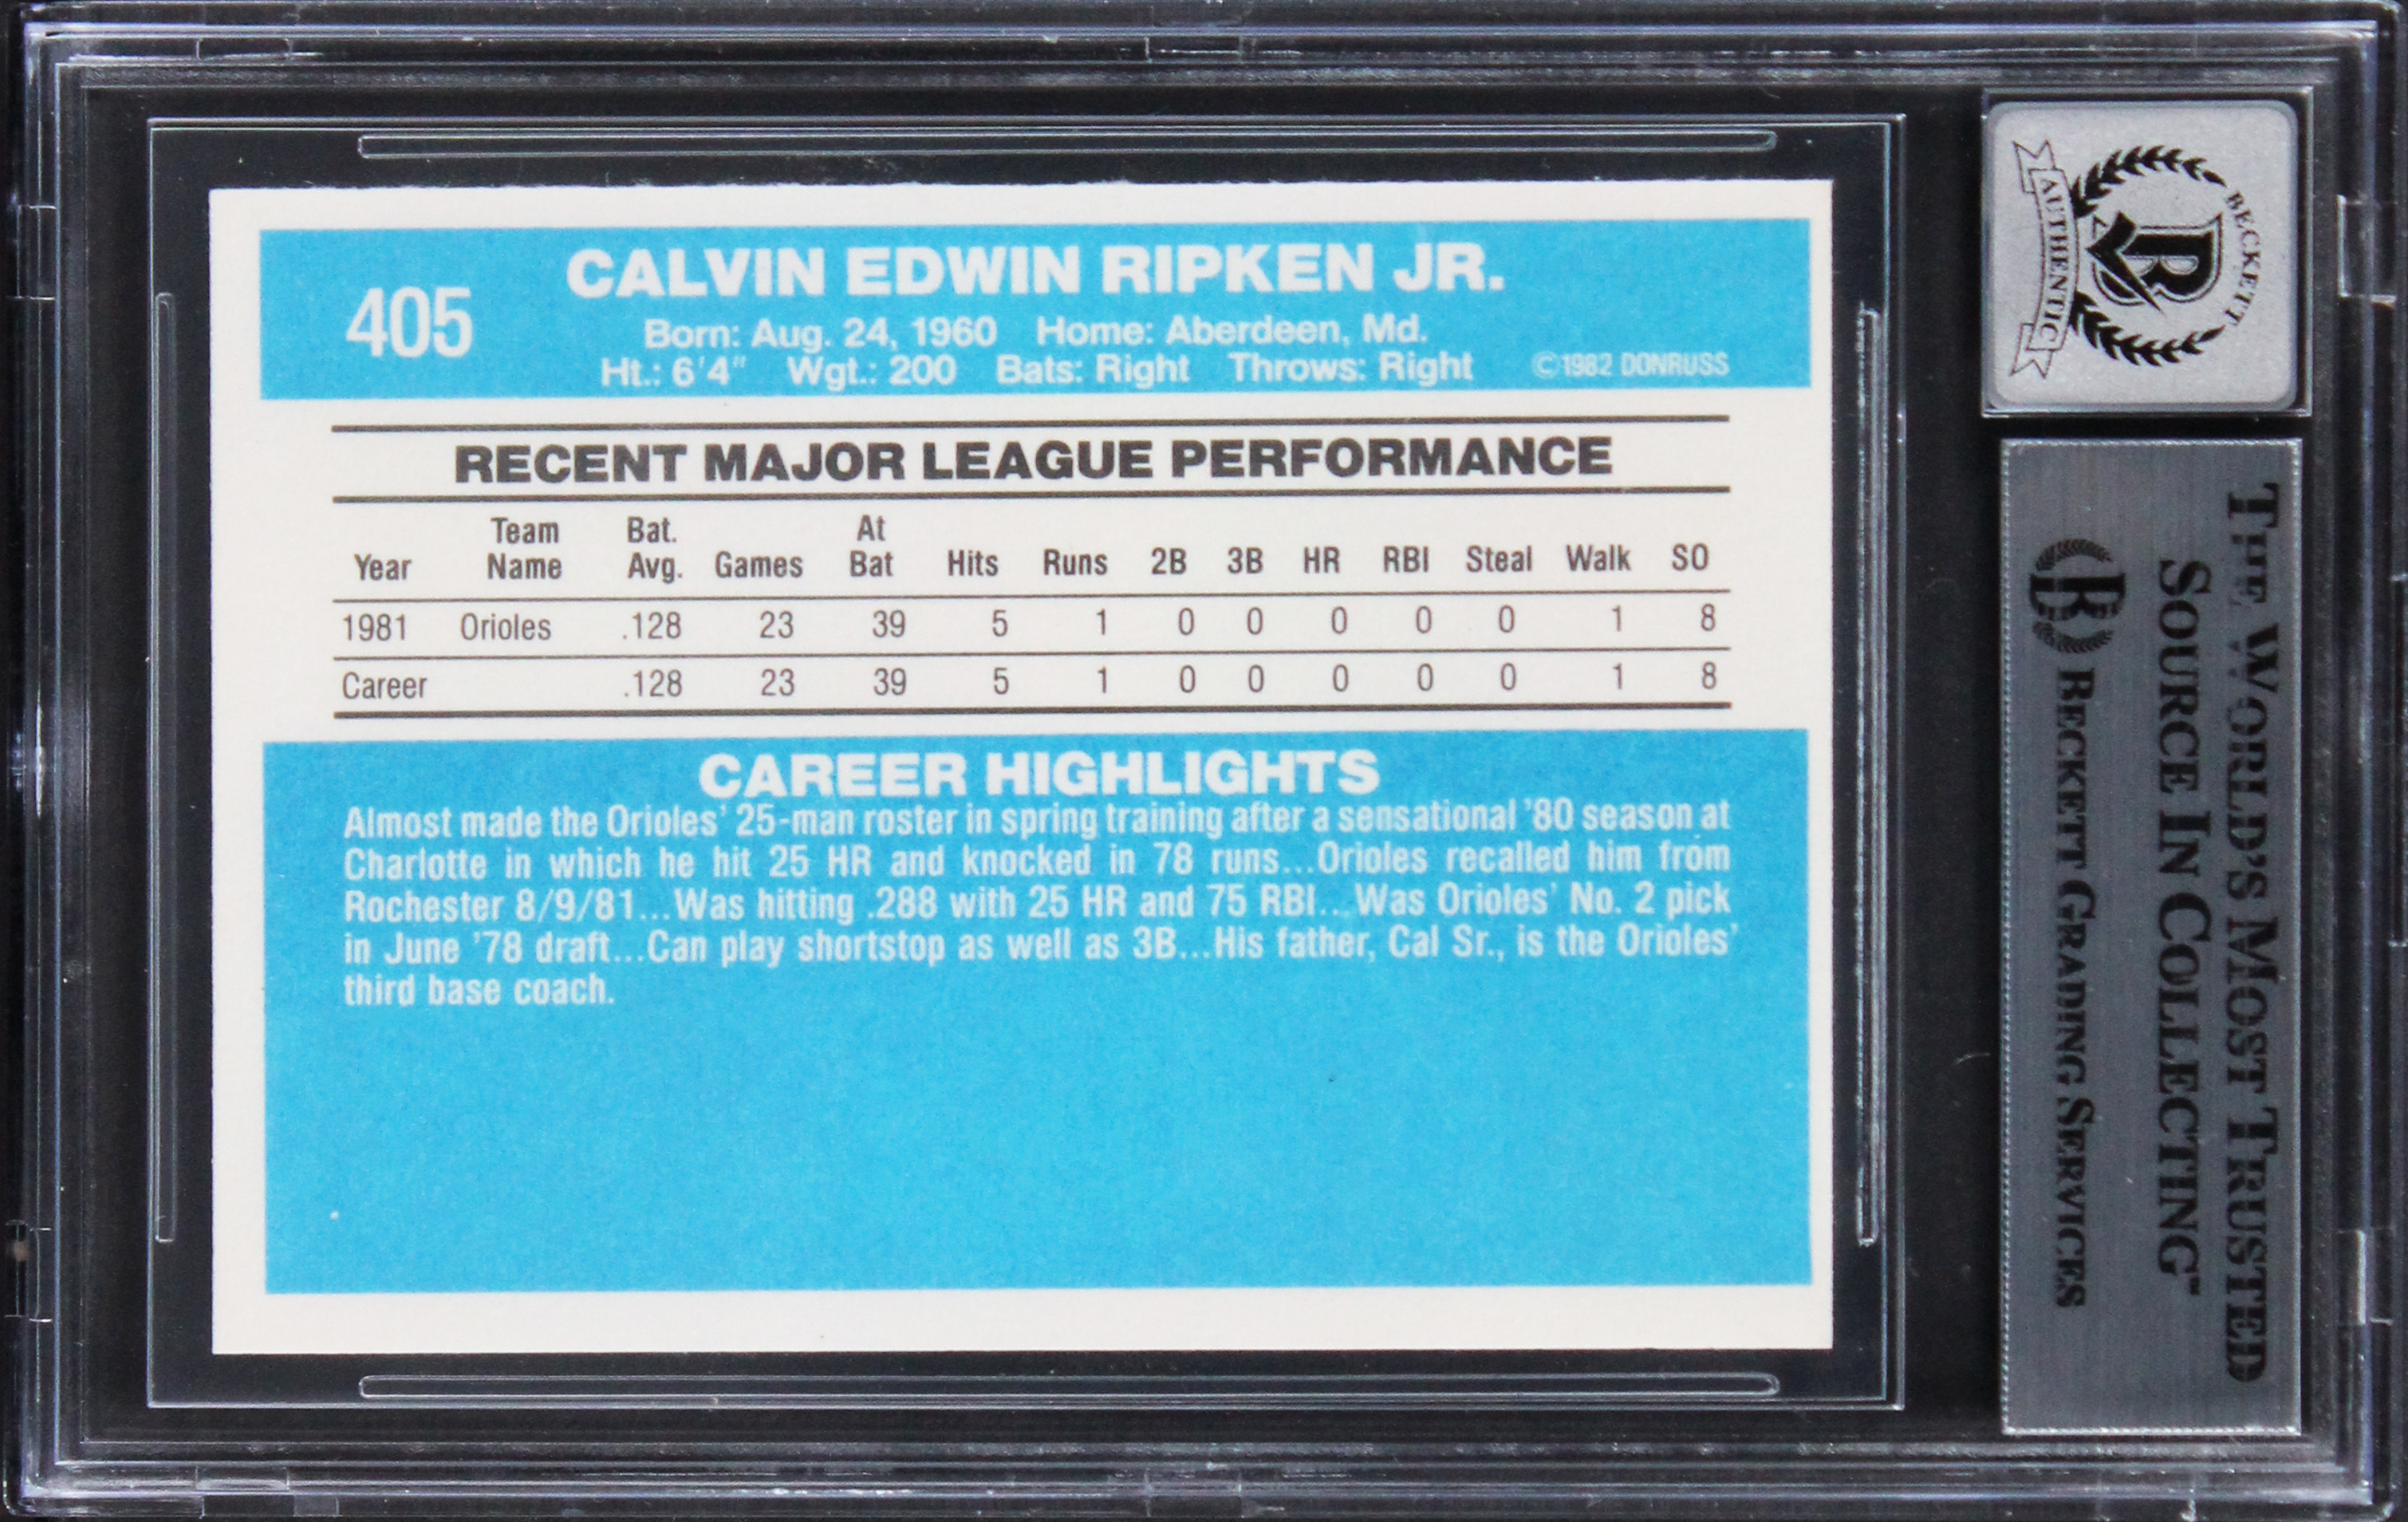 405
CALVIN EDWIN RIPKEN JR.
Born: Aug. 24, 1960 Home: Aberdeen, Md.
Ht.: 6'4" Wgt.: 200 Bats: Right Throws: Right ©1982 DONRUSS
RECENT MAJOR LEAGUE PERFORMANCE
Year Team Name Bat. Avg. Games At Bat Hits Runs 2B 3B HR RBI Steal Walk SO
1981 Orioles .128 23 39 5 1 0 0 0 0 0 1 8
Career .128 23 39 5 1 0 0 0 0 0 1 8
CAREER HIGHLIGHTS
Almost made the Orioles' 25-man roster in spring training after a sensational '80 season at
Charlotte in which he hit 25 HR and knocked in 78 runs...Orioles recalled him from
Rochester 8/9/81...Was hitting .288 with 25 HR and 75 RBI...Was Orioles' No. 2 pick
in June '78 draft...Can play shortstop as well as 3B...His father, Cal Sr., is the Orioles'
third base coach.
BECKETT
B
AUTHENTIC
THE WORLD'S MOST TRUSTED
SOURCE IN COLLECTING™
B BECKETT GRADING SERVICES